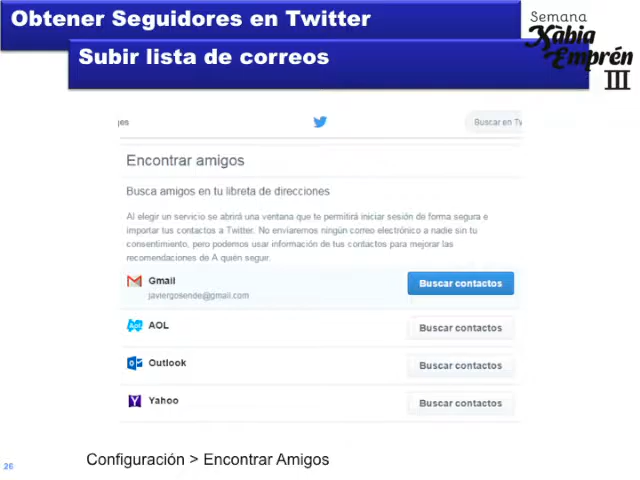 Obtener Seguidores en Twitter
Semana
Xàbia
Emprén
III
Subir lista de correos
Buscar en Tw
Encontrar amigos
Busca amigos en tu libreta de direcciones
Al elegir un servicio se abrirá una ventana que te permitirá iniciar sesión de forma segura e
importar tus contactos a Twitter. No enviaremos ningún correo electrónico a nadie sin tu
consentimiento, pero podemos usar información de tus contactos para mejorar las
recomendaciones de A quién seguir.
Gmail
javiergosende@gmail.com
Buscar contactos
AOL
Buscar contactos
Outlook
Buscar contactos
Yahoo
Buscar contactos
Configuración > Encontrar Amigos
26